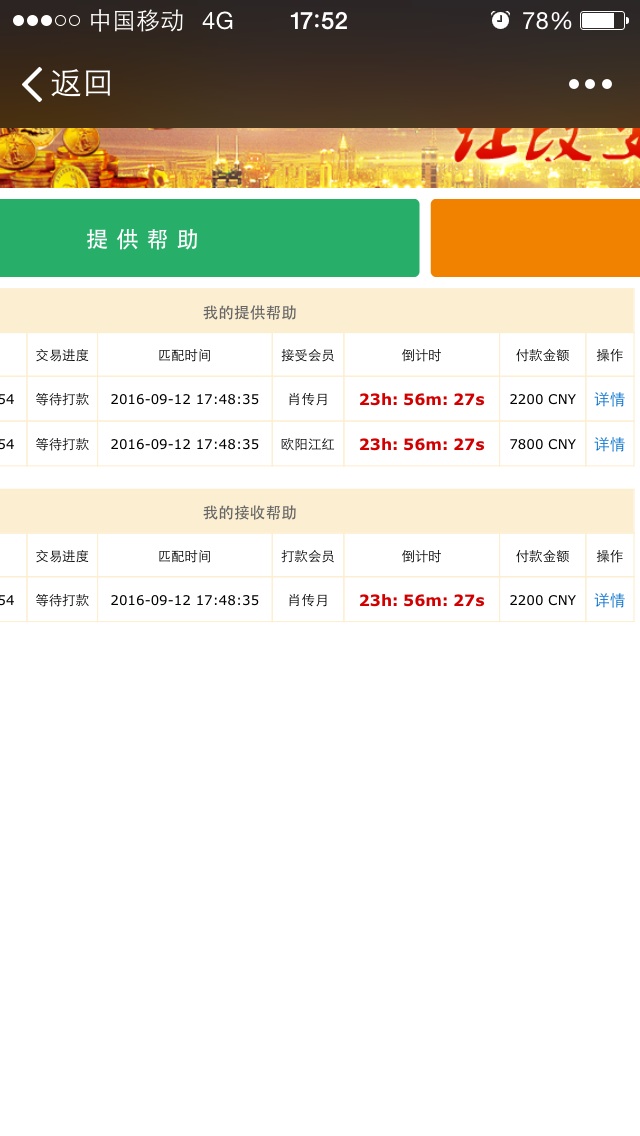 中国移动 4G 17:52 78%
返回
提供帮助
我的提供帮助
交易进度 匹配时间 接受会员 倒计时 付款金额 操作
54 等待打款 2016-09-12 17:48:35 肖传月 23h: 56m: 27s 2200 CNY 详情
54 等待打款 2016-09-12 17:48:35 欧阳江红 23h: 56m: 27s 7800 CNY 详情
我的接收帮助
交易进度 匹配时间 打款会员 倒计时 付款金额 操作
54 等待打款 2016-09-12 17:48:35 肖传月 23h: 56m: 27s 2200 CNY 详情